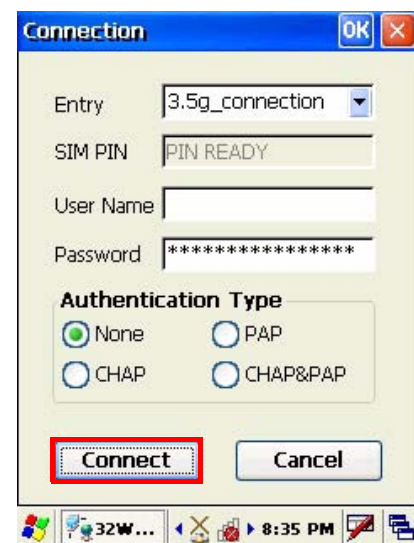 Connection OK
Entry 3.5g_connection
SIM PIN PIN READY
User Name
Password ****************
Authentication Type
None PAP
CHAP CHAP&PAP
Connect Cancel
32W... 8:35 PM